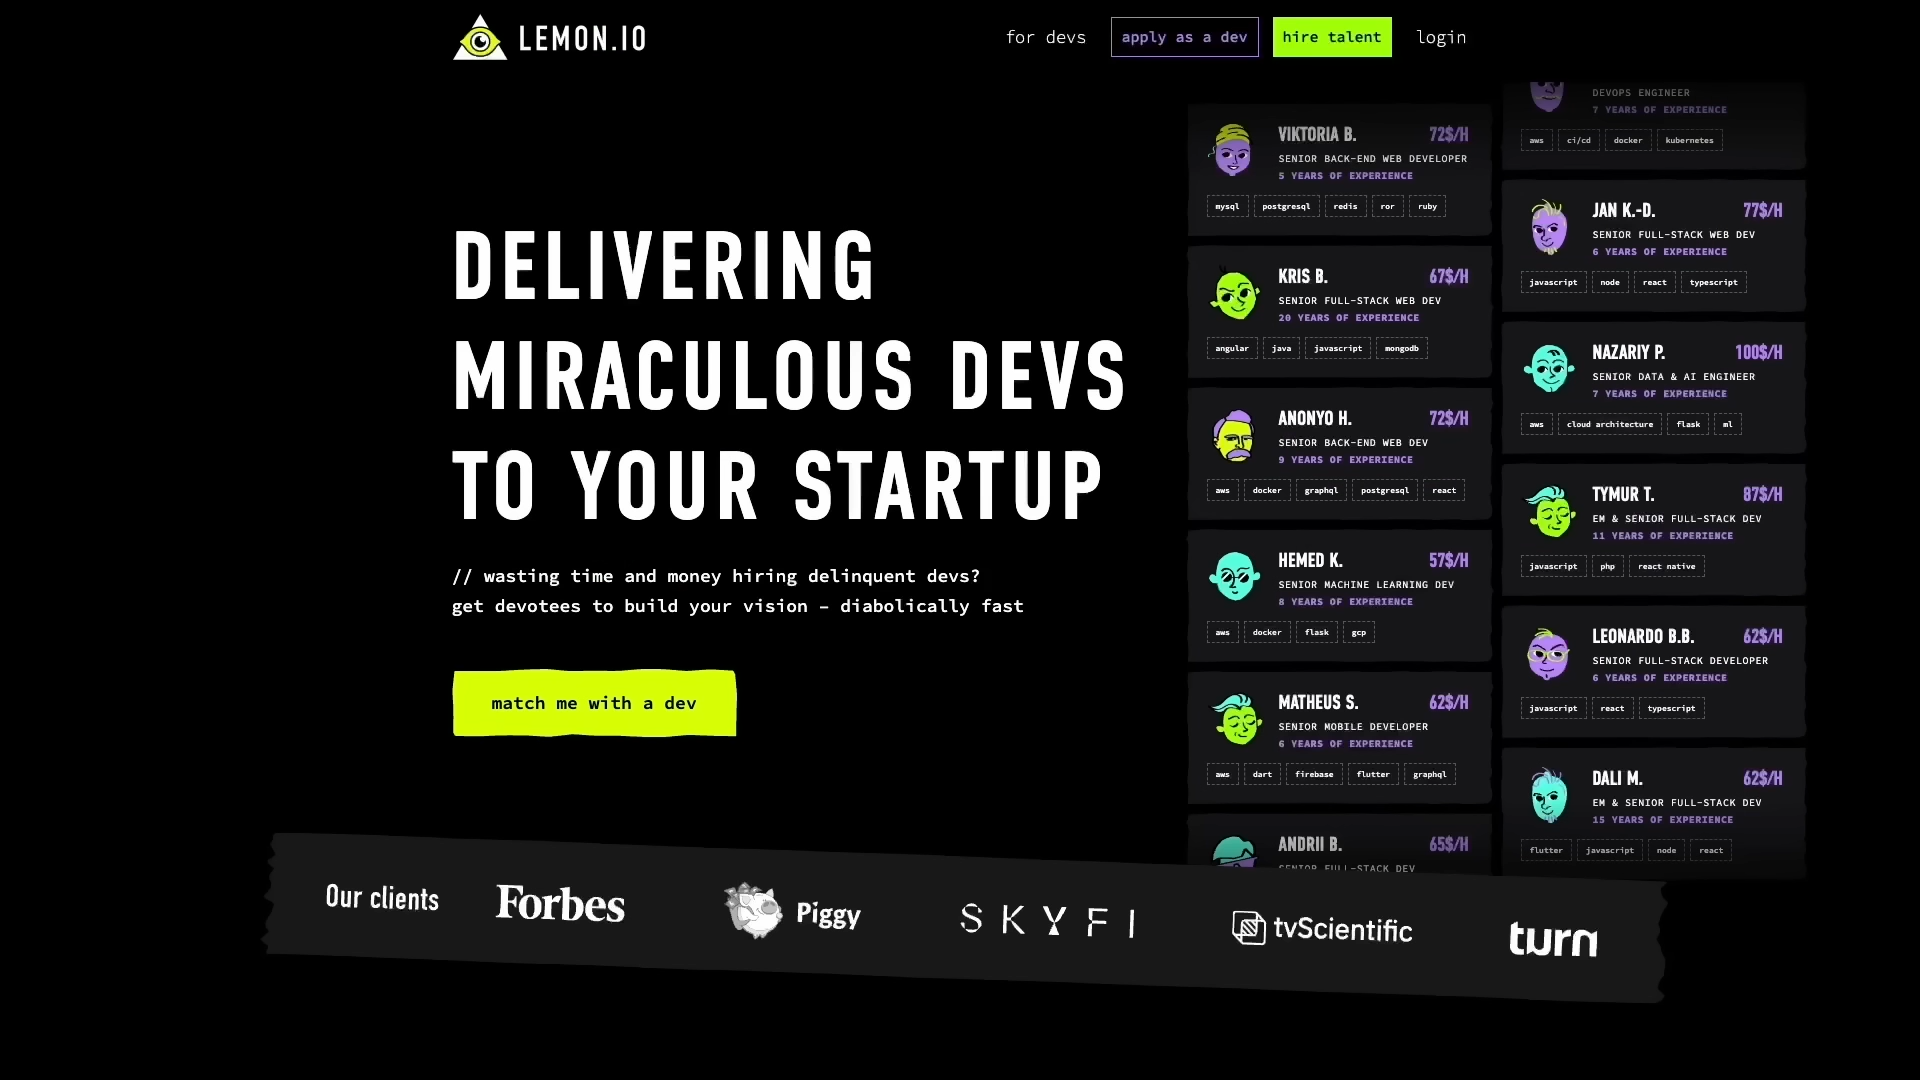 LEMON.IO
for devs
apply as a dev
hire talent
login
DELIVERING
MIRACULOUS DEVS
TO YOUR STARTUP
// wasting time and money hiring delinquent devs?
get devotees to build your vision – diabolically fast
match me with a dev
VIKTORIA B. 72$/H
SENIOR BACK-END WEB DEVELOPER
5 YEARS OF EXPERIENCE
mysql postgresql redis ror ruby
KRIS B. 67$/H
SENIOR FULL-STACK WEB DEV
20 YEARS OF EXPERIENCE
angular java javascript mongodb
ANONYO H. 72$/H
SENIOR BACK-END WEB DEV
9 YEARS OF EXPERIENCE
aws docker graphql postgresql react
HEMED K. 57$/H
SENIOR MACHINE LEARNING DEV
8 YEARS OF EXPERIENCE
aws docker flask gcp
MATHEUS S. 62$/H
SENIOR MOBILE DEVELOPER
6 YEARS OF EXPERIENCE
aws dart firebase flutter graphql
ANDRII B. 65$/H
SENIOR FULL-STACK DEV
DEVOPS ENGINEER
7 YEARS OF EXPERIENCE
aws ci/cd docker kubernetes
JAN K.-D. 77$/H
SENIOR FULL-STACK WEB DEV
6 YEARS OF EXPERIENCE
javascript node react typescript
NAZARIY P. 100$/H
SENIOR DATA & AI ENGINEER
7 YEARS OF EXPERIENCE
aws cloud architecture flask ml
TYMUR T. 87$/H
EM & SENIOR FULL-STACK DEV
11 YEARS OF EXPERIENCE
javascript php react native
LEONARDO B.B. 62$/H
SENIOR FULL-STACK DEVELOPER
6 YEARS OF EXPERIENCE
javascript react typescript
DALI M. 62$/H
EM & SENIOR FULL-STACK DEV
15 YEARS OF EXPERIENCE
flutter javascript node react
Our clients
Forbes
Piggy
SKYFI
tvScientific
turn